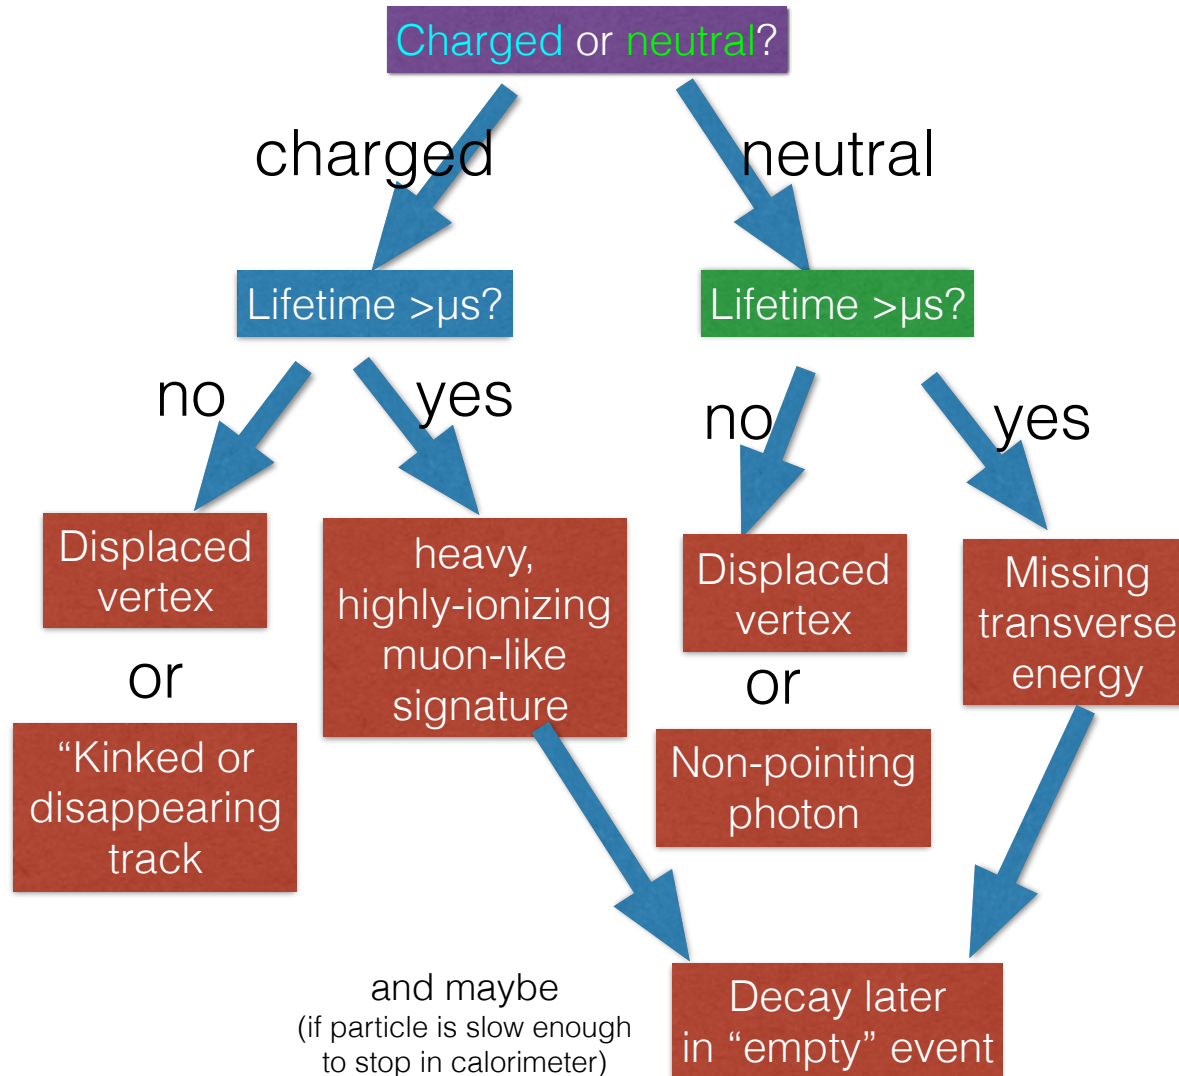 Charged or neutral?
charged
neutral
Lifetime >µs?
Lifetime >µs?
no
yes
no
yes
Displaced
vertex
or
“Kinked or
disappearing
track
heavy,
highly-ionizing
muon-like
signature
Displaced
vertex
or
Non-pointing
photon
Missing
transverse
energy
and maybe
(if particle is slow enough
to stop in calorimeter)
Decay later
in “empty” event